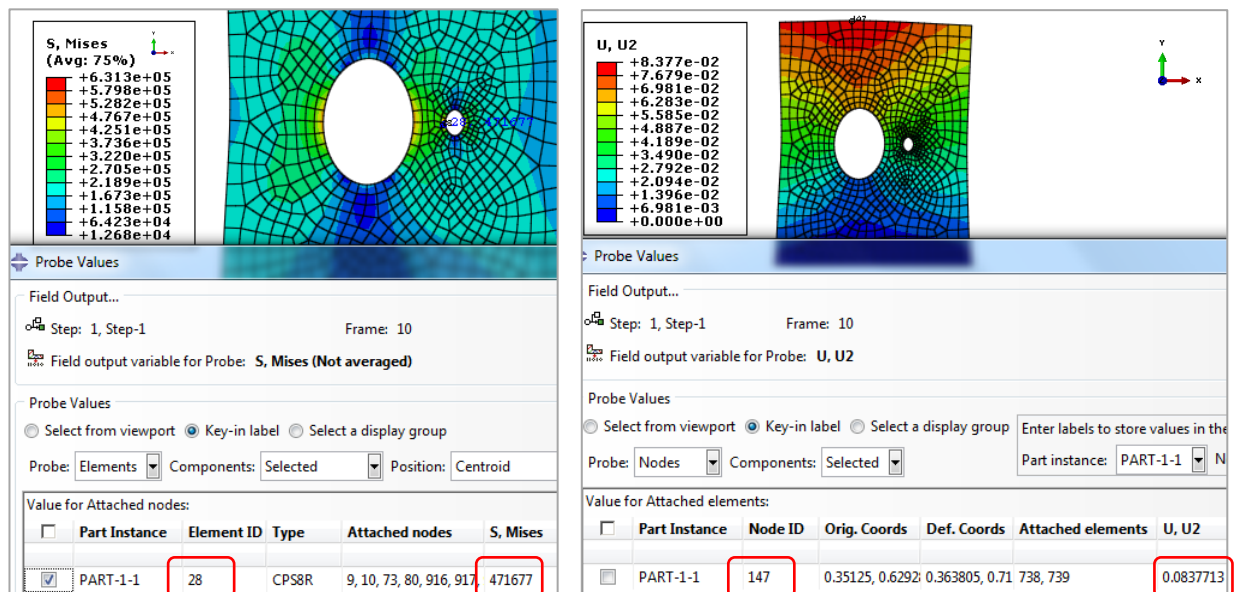 S, Mises
(Avg: 75%)
+6.313e+05
+5.798e+05
+5.282e+05
+4.767e+05
+4.251e+05
+3.736e+05
+3.220e+05
+2.705e+05
+2.189e+05
+1.673e+05
+1.158e+05
+6.423e+04
+1.268e+04
Y
X
28 471677
Probe Values
Field Output...
Step: 1, Step-1 Frame: 10
Field output variable for Probe: S, Mises (Not averaged)
Probe Values
Select from viewport Key-in label Select a display group
Probe: Elements Components: Selected Position: Centroid
Value for Attached nodes:
Part Instance Element ID Type Attached nodes S, Mises
PART-1-1 28 CPS8R 9, 10, 73, 80, 916, 917, 471677
U, U2
+8.377e-02
+7.679e-02
+6.981e-02
+6.283e-02
+5.585e-02
+4.887e-02
+4.189e-02
+3.490e-02
+2.792e-02
+2.094e-02
+1.396e-02
+6.981e-03
+0.000e+00
147
Y
X
Probe Values
Field Output...
Step: 1, Step-1 Frame: 10
Field output variable for Probe: U, U2
Probe Values
Select from viewport Key-in label Select a display group Enter labels to store values in the
Probe: Nodes Components: Selected Part instance: PART-1-1 N
Value for Attached elements:
Part Instance Node ID Orig. Coords Def. Coords Attached elements U, U2
PART-1-1 147 0.35125, 0.6292 0.363805, 0.71 738, 739 0.0837713